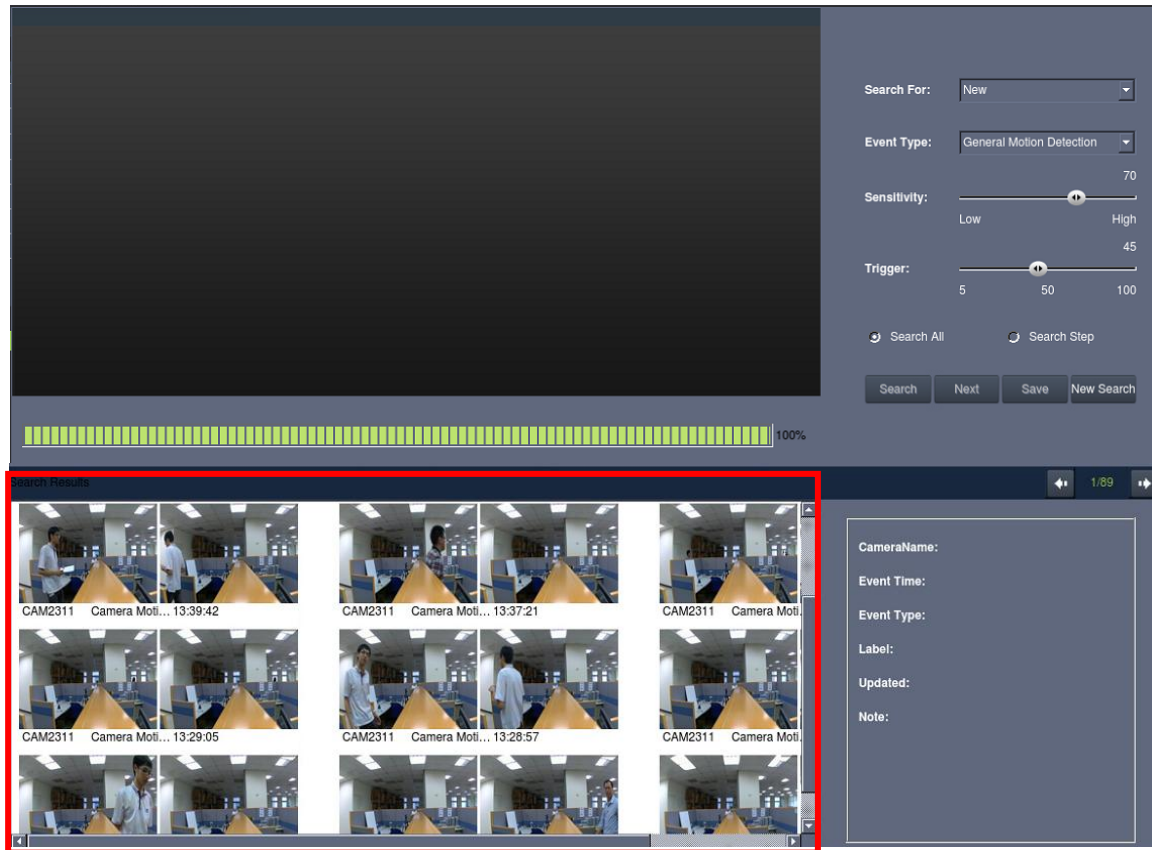 Search For: New
Event Type: General Motion Detection
70
Sensitivity:
Low High
45
Trigger:
5 50 100
Search All Search Step
Search Next Save New Search
100%
Search Results 1/89
CameraName:
Event Time:
Event Type:
Label:
Updated:
Note:
CAM2311 Camera Moti... 13:39:42 CAM2311 Camera Moti... 13:37:21 CAM2311 Camera Moti.
CAM2311 Camera Moti... 13:29:05 CAM2311 Camera Moti... 13:28:57 CAM2311 Camera Moti.